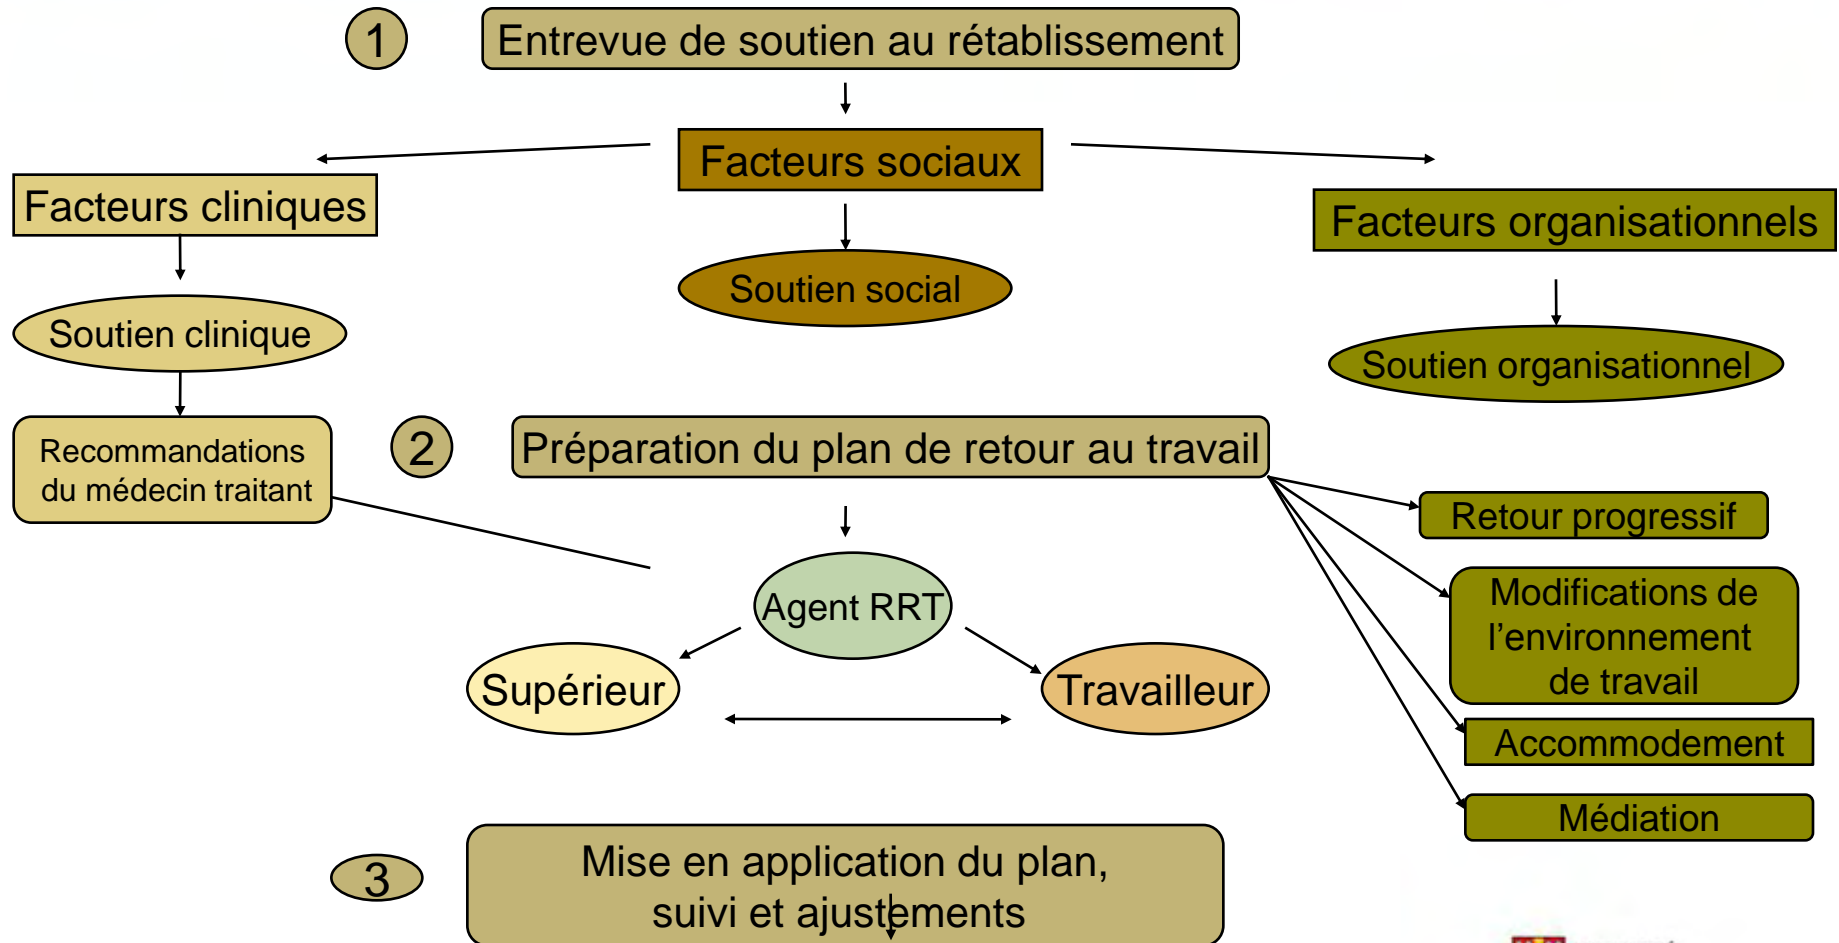 1
Entrevue de soutien au rétablissement
Facteurs sociaux
Facteurs cliniques
Facteurs organisationnels
Soutien social
Soutien clinique
Soutien organisationnel
Recommandations
du médecin traitant
2
Préparation du plan de retour au travail
Retour progressif
Modifications de
l’environnement
de travail
Agent RRT
Supérieur
Travailleur
Accommodement
Médiation
3
Mise en application du plan,
suivi et ajustements